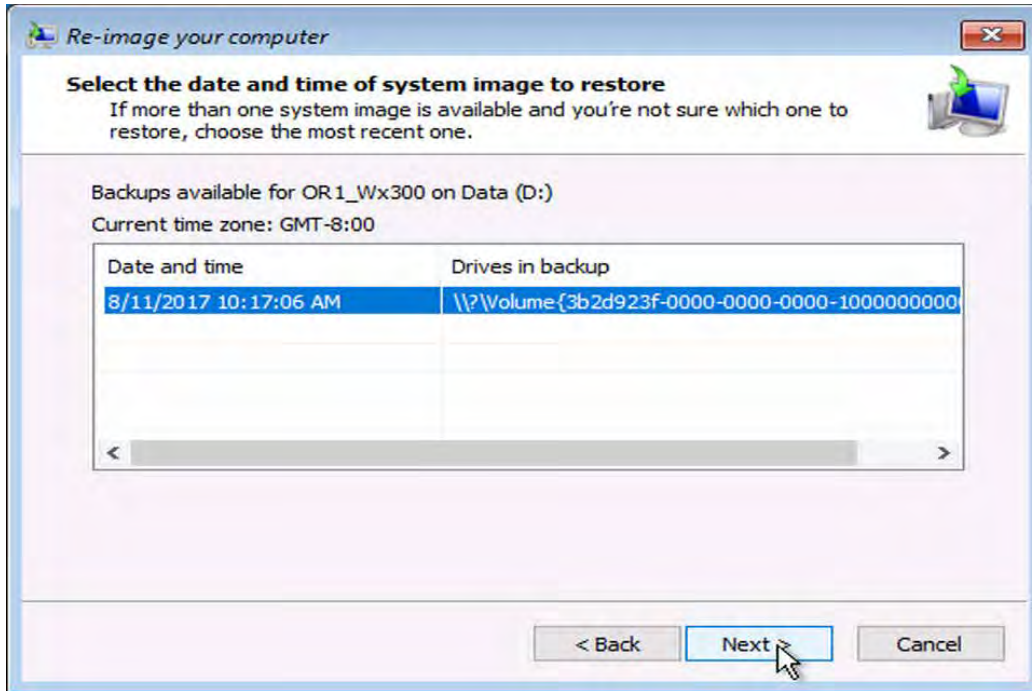 Re-image your computer
Select the date and time of system image to restore
If more than one system image is available and you're not sure which one to
restore, choose the most recent one.
Backups available for OR1_Wx300 on Data (D:)
Current time zone: GMT-8:00
Date and time Drives in backup
8/11/2017 10:17:06 AM \\?\Volume{3b2d923f-0000-0000-0000-10000000000
< Back Next > Cancel